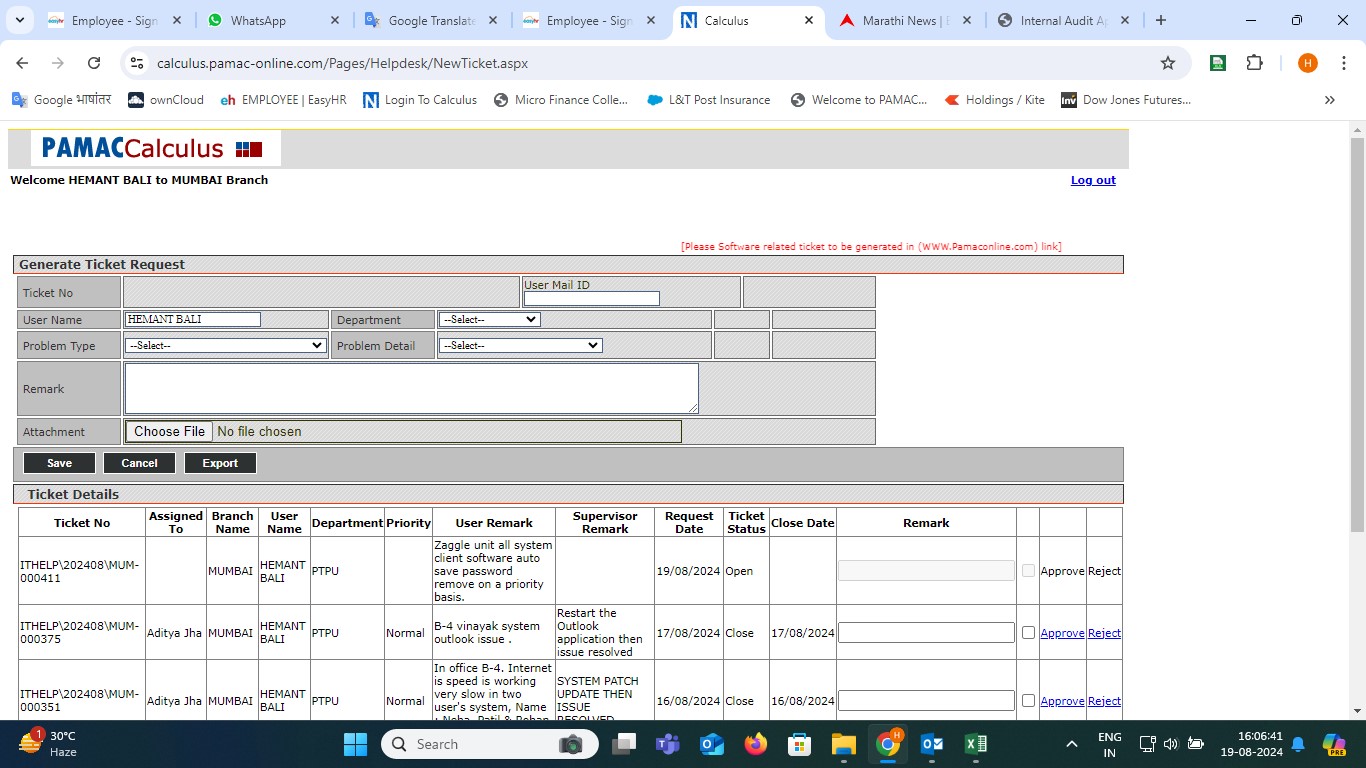 Employee - Sign
WhatsApp
Google Translate
Employee - Sign
Calculus
Marathi News |
Internal Audit A
calculus.pamac-online.com/Pages/Helpdesk/NewTicket.aspx
H
Google भाषांतर
ownCloud
eh EMPLOYEE | EasyHR
N Login To Calculus
Micro Finance Colle...
L&T Post Insurance
Welcome to PAMAC...
Holdings / Kite
Inv Dow Jones Futures...
PAMACCalculus
Welcome HEMANT BALI to MUMBAI Branch
Log out
[Please Software related ticket to be generated in (WWW.Pamaconline.com) link]
Generate Ticket Request
Ticket No
User Mail ID
User Name HEMANT BALI Department --Select--
Problem Type --Select-- Problem Detail --Select--
Remark
Attachment Choose File No file chosen
Save Cancel Export
Ticket Details
Ticket No
Assigned
To
Branch
Name
User
Name
Department
Priority
User Remark
Supervisor
Remark
Request
Date
Ticket
Status
Close Date
Remark
ITHELP\202408\MUM-
000411
MUMBAI
HEMANT
BALI
PTPU
Zaggle unit all system
client software auto
save password
remove on a priority
basis.
19/08/2024
Open
Approve
Reject
ITHELP\202408\MUM-
000375
Aditya Jha
MUMBAI
HEMANT
BALI
PTPU
Normal
B-4 vinayak system
outlook issue .
Restart the
Outlook
application then
issue resolved
17/08/2024
Close
17/08/2024
Approve
Reject
ITHELP\202408\MUM-
000351
Aditya Jha
MUMBAI
HEMANT
BALI
PTPU
Normal
In office B-4. Internet
is speed is working
very slow in two
user's system, Name
: Neha. Patil & Rohan
SYSTEM PATCH
UPDATE THEN
ISSUE
RESOLVED
16/08/2024
Close
16/08/2024
Approve
Reject
1
30°C
Haze
Search
H
ENG
IN
16:06:41
19-08-2024
PRE